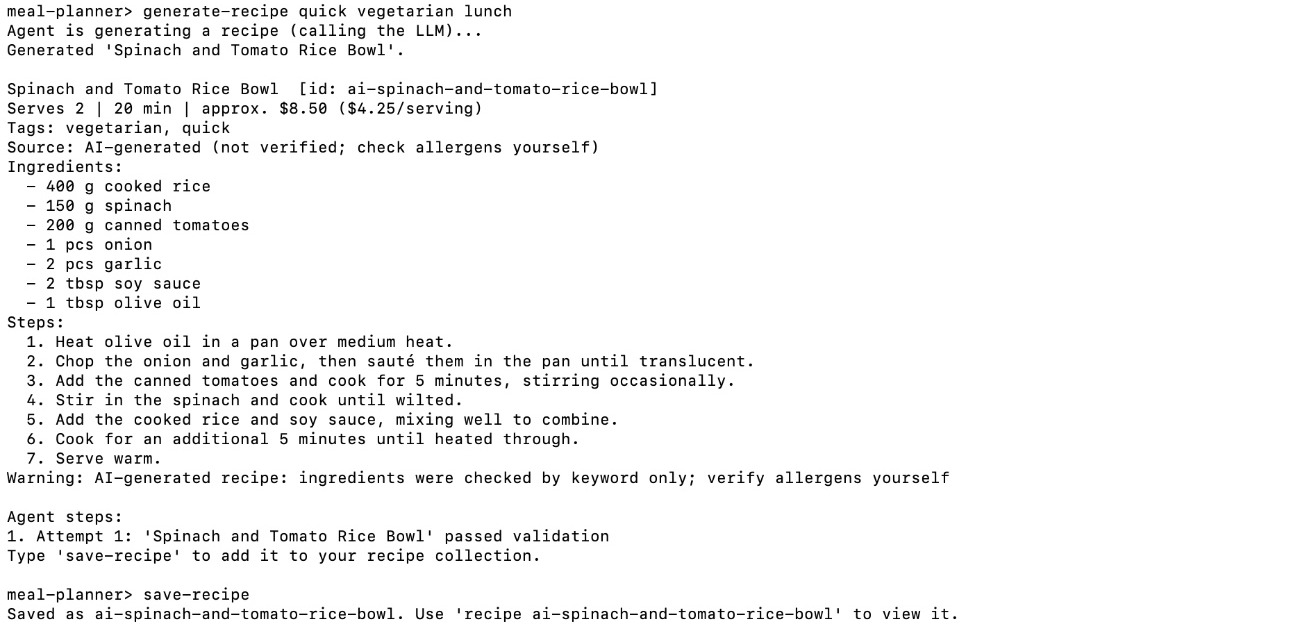 meal-planner> generate-recipe quick vegetarian lunch
Agent is generating a recipe (calling the LLM)...
Generated 'Spinach and Tomato Rice Bowl'.

Spinach and Tomato Rice Bowl  [id: ai-spinach-and-tomato-rice-bowl]
Serves 2 | 20 min | approx. $8.50 ($4.25/serving)
Tags: vegetarian, quick
Source: AI-generated (not verified; check allergens yourself)
Ingredients:
  - 400 g cooked rice
  - 150 g spinach
  - 200 g canned tomatoes
  - 1 pcs onion
  - 2 pcs garlic
  - 2 tbsp soy sauce
  - 1 tbsp olive oil
Steps:
  1. Heat olive oil in a pan over medium heat.
  2. Chop the onion and garlic, then sauté them in the pan until translucent.
  3. Add the canned tomatoes and cook for 5 minutes, stirring occasionally.
  4. Stir in the spinach and cook until wilted.
  5. Add the cooked rice and soy sauce, mixing well to combine.
  6. Cook for an additional 5 minutes until heated through.
  7. Serve warm.
Warning: AI-generated recipe: ingredients were checked by keyword only; verify allergens yourself

Agent steps:
1. Attempt 1: 'Spinach and Tomato Rice Bowl' passed validation
Type 'save-recipe' to add it to your recipe collection.

meal-planner> save-recipe
Saved as ai-spinach-and-tomato-rice-bowl. Use 'recipe ai-spinach-and-tomato-rice-bowl' to view it.